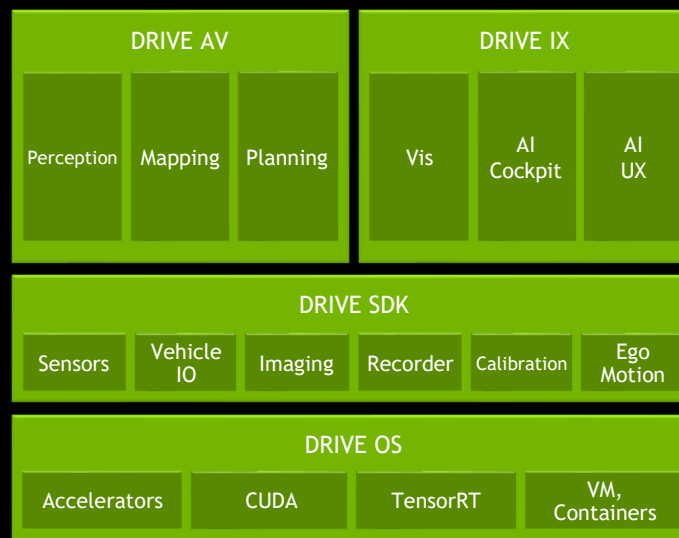 DRIVE AV
Perception
Mapping
Planning
DRIVE IX
Vis
AI
Cockpit
AI
UX
DRIVE SDK
Sensors
Vehicle
IO
Imaging
Recorder
Calibration
Ego
Motion
DRIVE OS
Accelerators
CUDA
TensorRT
VM,
Containers